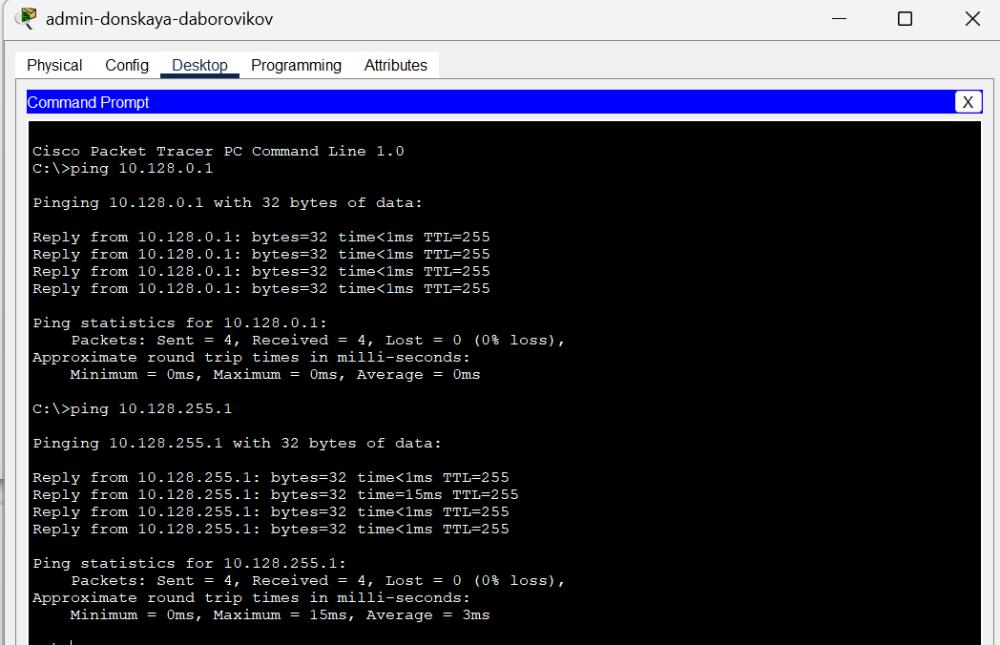 admin-donskaya-daborovikov
Physical Config Desktop Programming Attributes
Command Prompt X
Cisco Packet Tracer PC Command Line 1.0
C:\>ping 10.128.0.1
Pinging 10.128.0.1 with 32 bytes of data:
Reply from 10.128.0.1: bytes=32 time<1ms TTL=255
Reply from 10.128.0.1: bytes=32 time<1ms TTL=255
Reply from 10.128.0.1: bytes=32 time<1ms TTL=255
Reply from 10.128.0.1: bytes=32 time<1ms TTL=255
Ping statistics for 10.128.0.1:
Packets: Sent = 4, Received = 4, Lost = 0 (0% loss),
Approximate round trip times in milli-seconds:
Minimum = 0ms, Maximum = 0ms, Average = 0ms
C:\>ping 10.128.255.1
Pinging 10.128.255.1 with 32 bytes of data:
Reply from 10.128.255.1: bytes=32 time<1ms TTL=255
Reply from 10.128.255.1: bytes=32 time=15ms TTL=255
Reply from 10.128.255.1: bytes=32 time<1ms TTL=255
Reply from 10.128.255.1: bytes=32 time<1ms TTL=255
Ping statistics for 10.128.255.1:
Packets: Sent = 4, Received = 4, Lost = 0 (0% loss),
Approximate round trip times in milli-seconds:
Minimum = 0ms, Maximum = 15ms, Average = 3ms